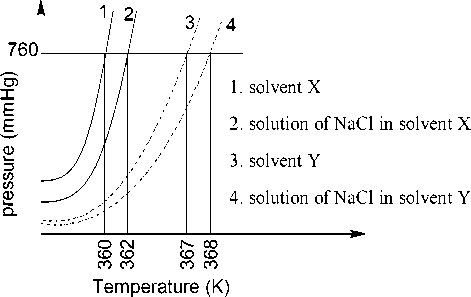 1 2 3 4
760
pressure (mmHg)
1. solvent X
2. solution of NaCl in solvent X
3. solvent Y
4. solution of NaCl in solvent Y
360 362 367 368
Temperature (K)